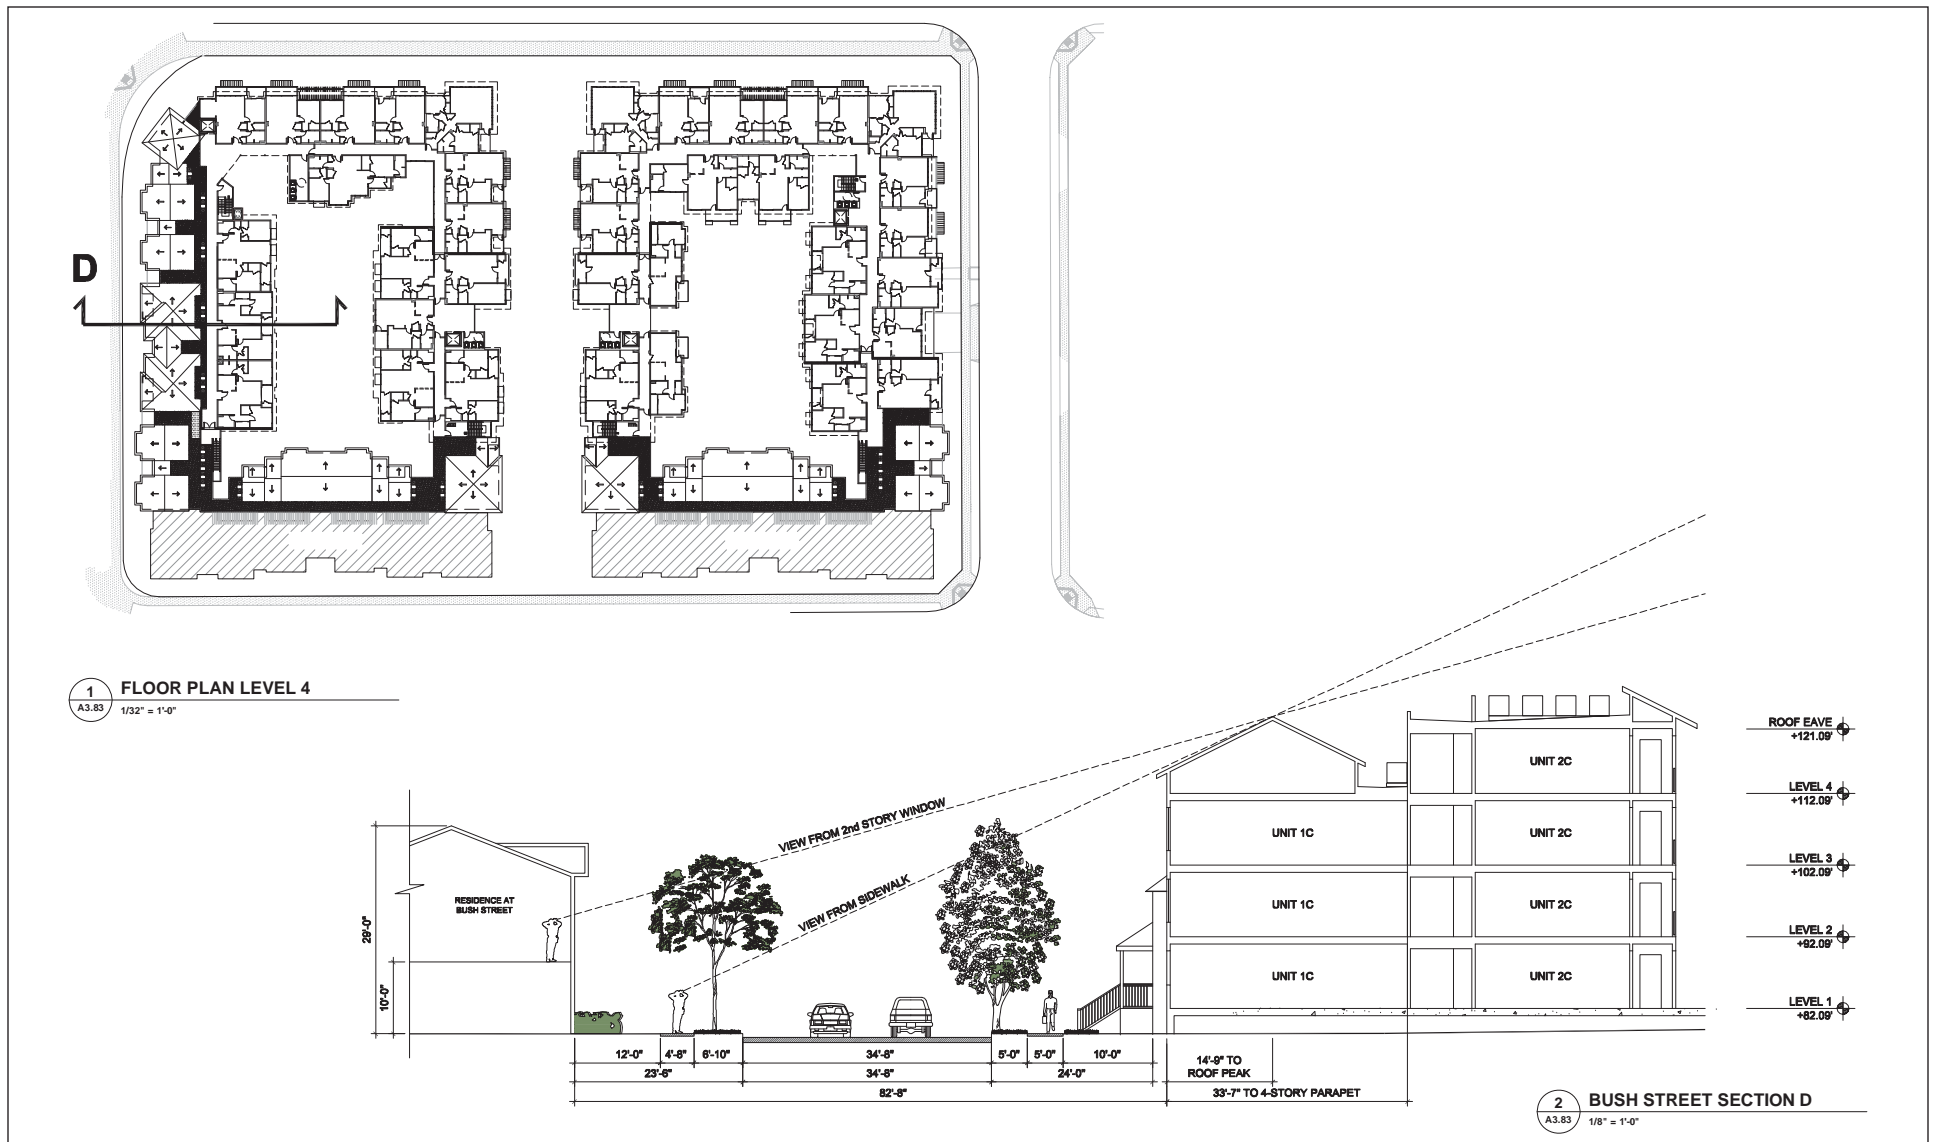 D
1
A3.83
FLOOR PLAN LEVEL 4
1/32" = 1'-0"
ROOF EAVE
+121.09'
UNIT 2C
LEVEL 4
+112.09'
VIEW FROM 2nd STORY WINDOW
UNIT 1C
UNIT 2C
LEVEL 3
+102.09'
RESIDENCE AT
BUSH STREET
VIEW FROM SIDEWALK
29'-0"
UNIT 1C
UNIT 2C
LEVEL 2
+92.09'
10'-0"
UNIT 1C
UNIT 2C
LEVEL 1
+82.09'
12'-0" 4'-8" 6'-10" 34'-8" 5'-0" 5'-0" 10'-0"
14'-9" TO
ROOF PEAK
23'-6" 34'-8" 24'-0"
82'-8" 33'-7" TO 4-STORY PARAPET
2
A3.83
BUSH STREET SECTION D
1/8" = 1'-0"